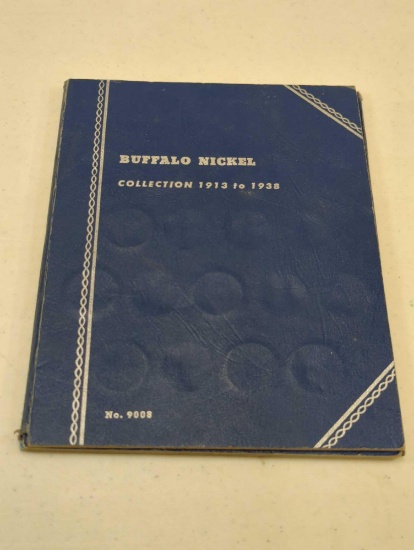 BUFFALO NICKEL
COLLECTION 1913 to 1938
No. 9008